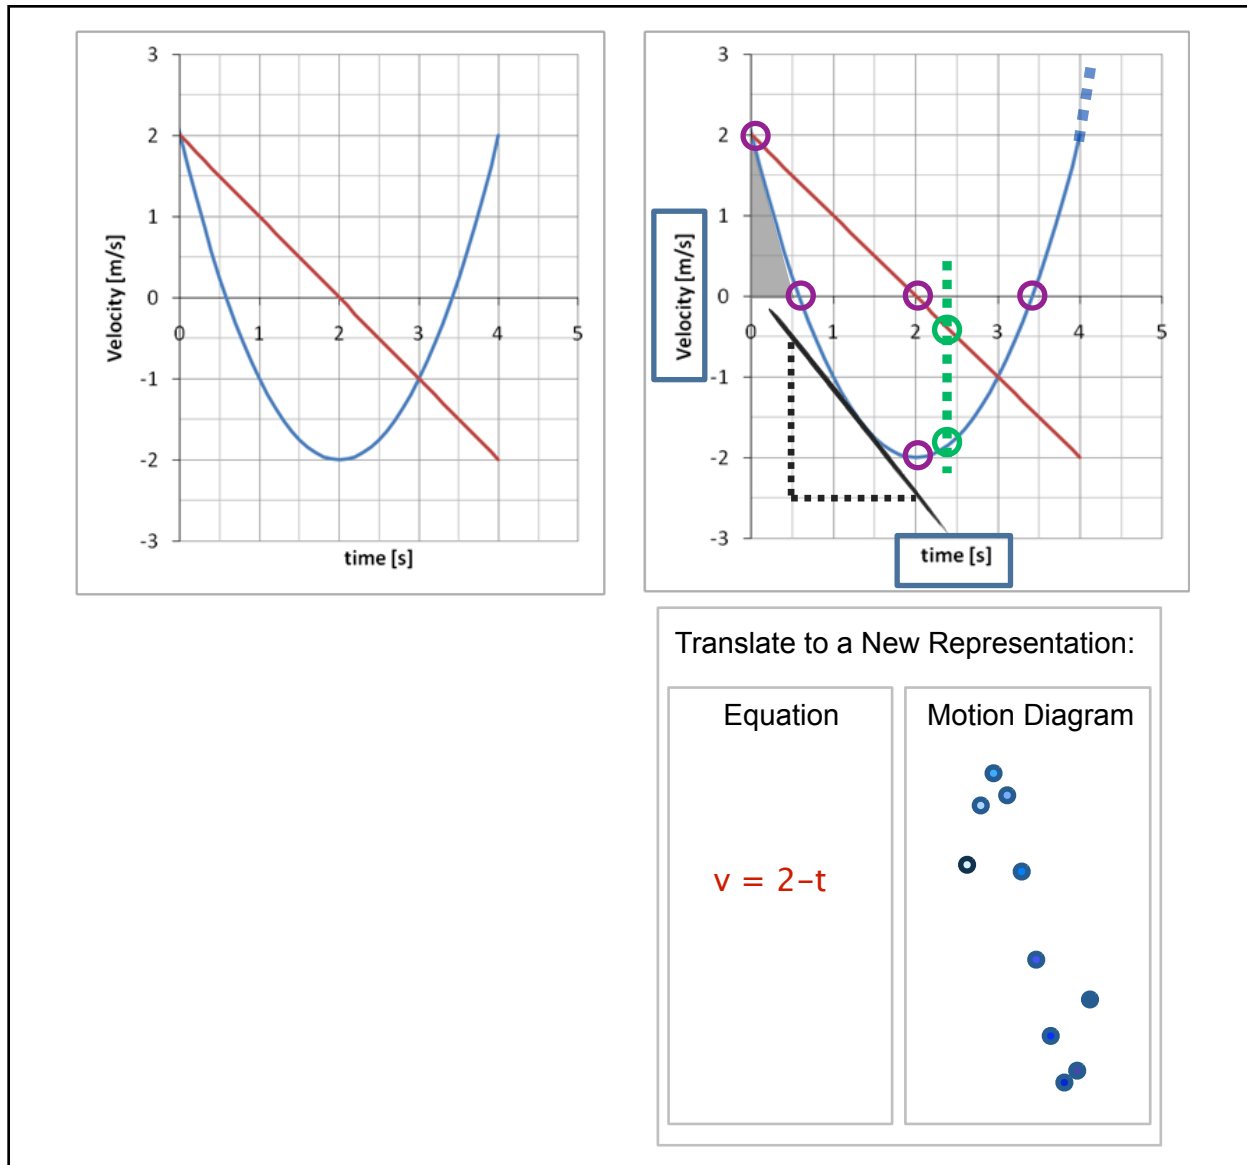 3
2
1
0
-1
-2
-3
0 1 2 3 4 5
Velocity [m/s]
time [s]
3
2
1
0
-1
-2
-3
0 1 2 3 4 5
Velocity [m/s]
time [s]
Translate to a New Representation:
Equation
v = 2-t
Motion Diagram